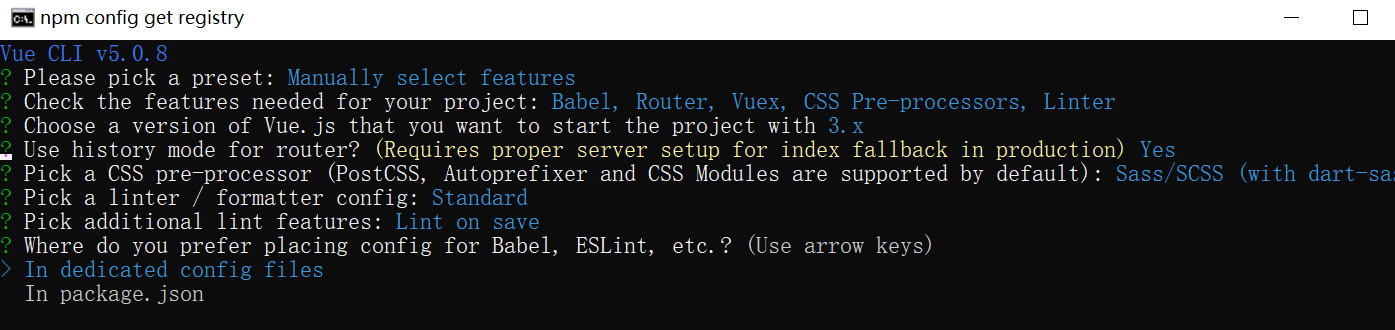 npm config get registry
Vue CLI v5.0.8
? Please pick a preset: Manually select features
? Check the features needed for your project: Babel, Router, Vuex, CSS Pre-processors, Linter
? Choose a version of Vue.js that you want to start the project with 3.x
? Use history mode for router? (Requires proper server setup for index fallback in production) Yes
? Pick a CSS pre-processor (PostCSS, Autoprefixer and CSS Modules are supported by default): Sass/SCSS (with dart-sas
? Pick a linter / formatter config: Standard
? Pick additional lint features: Lint on save
? Where do you prefer placing config for Babel, ESLint, etc.? (Use arrow keys)
> In dedicated config files
In package.json